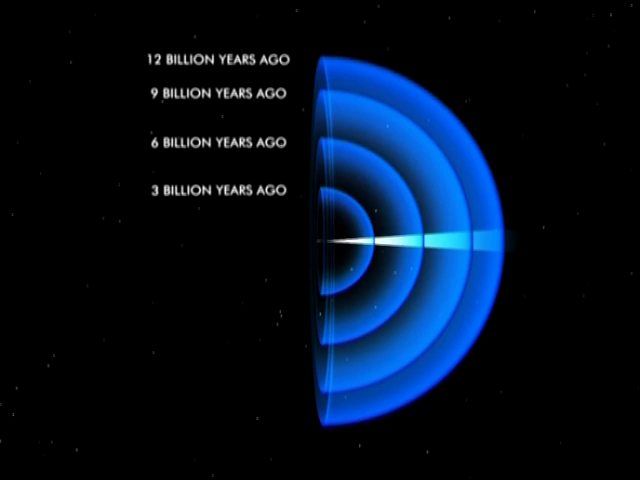 12 BILLION YEARS AGO
9 BILLION YEARS AGO
6 BILLION YEARS AGO
3 BILLION YEARS AGO